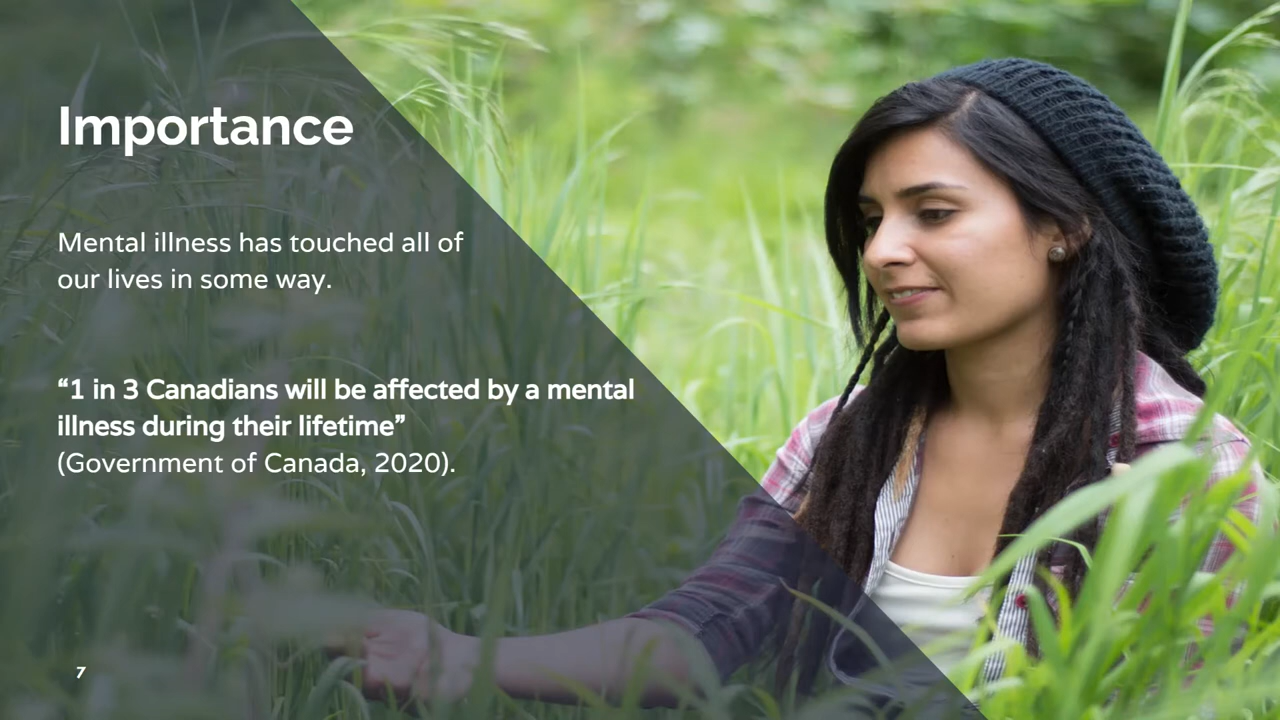 Importance
Mental illness has touched all of
our lives in some way.
“1 in 3 Canadians will be affected by a mental
illness during their lifetime”
(Government of Canada, 2020).
7